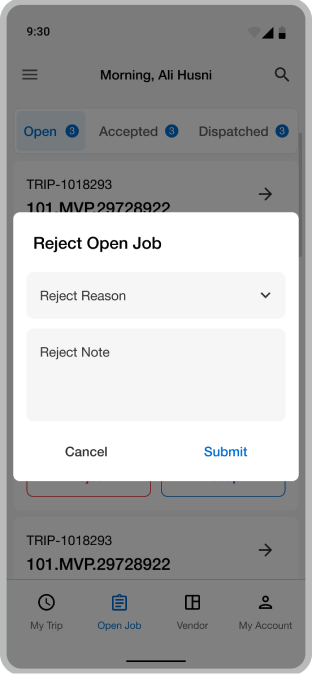 9:30
Morning, Ali Husni
Open 3 Accepted 3 Dispatched 3
TRIP-1018293
101.MVP.29728922
Reject Open Job
Reject Reason
Reject Note
Cancel Submit
TRIP-1018293
101.MVP.29728922
My Trip Open Job Vendor My Account